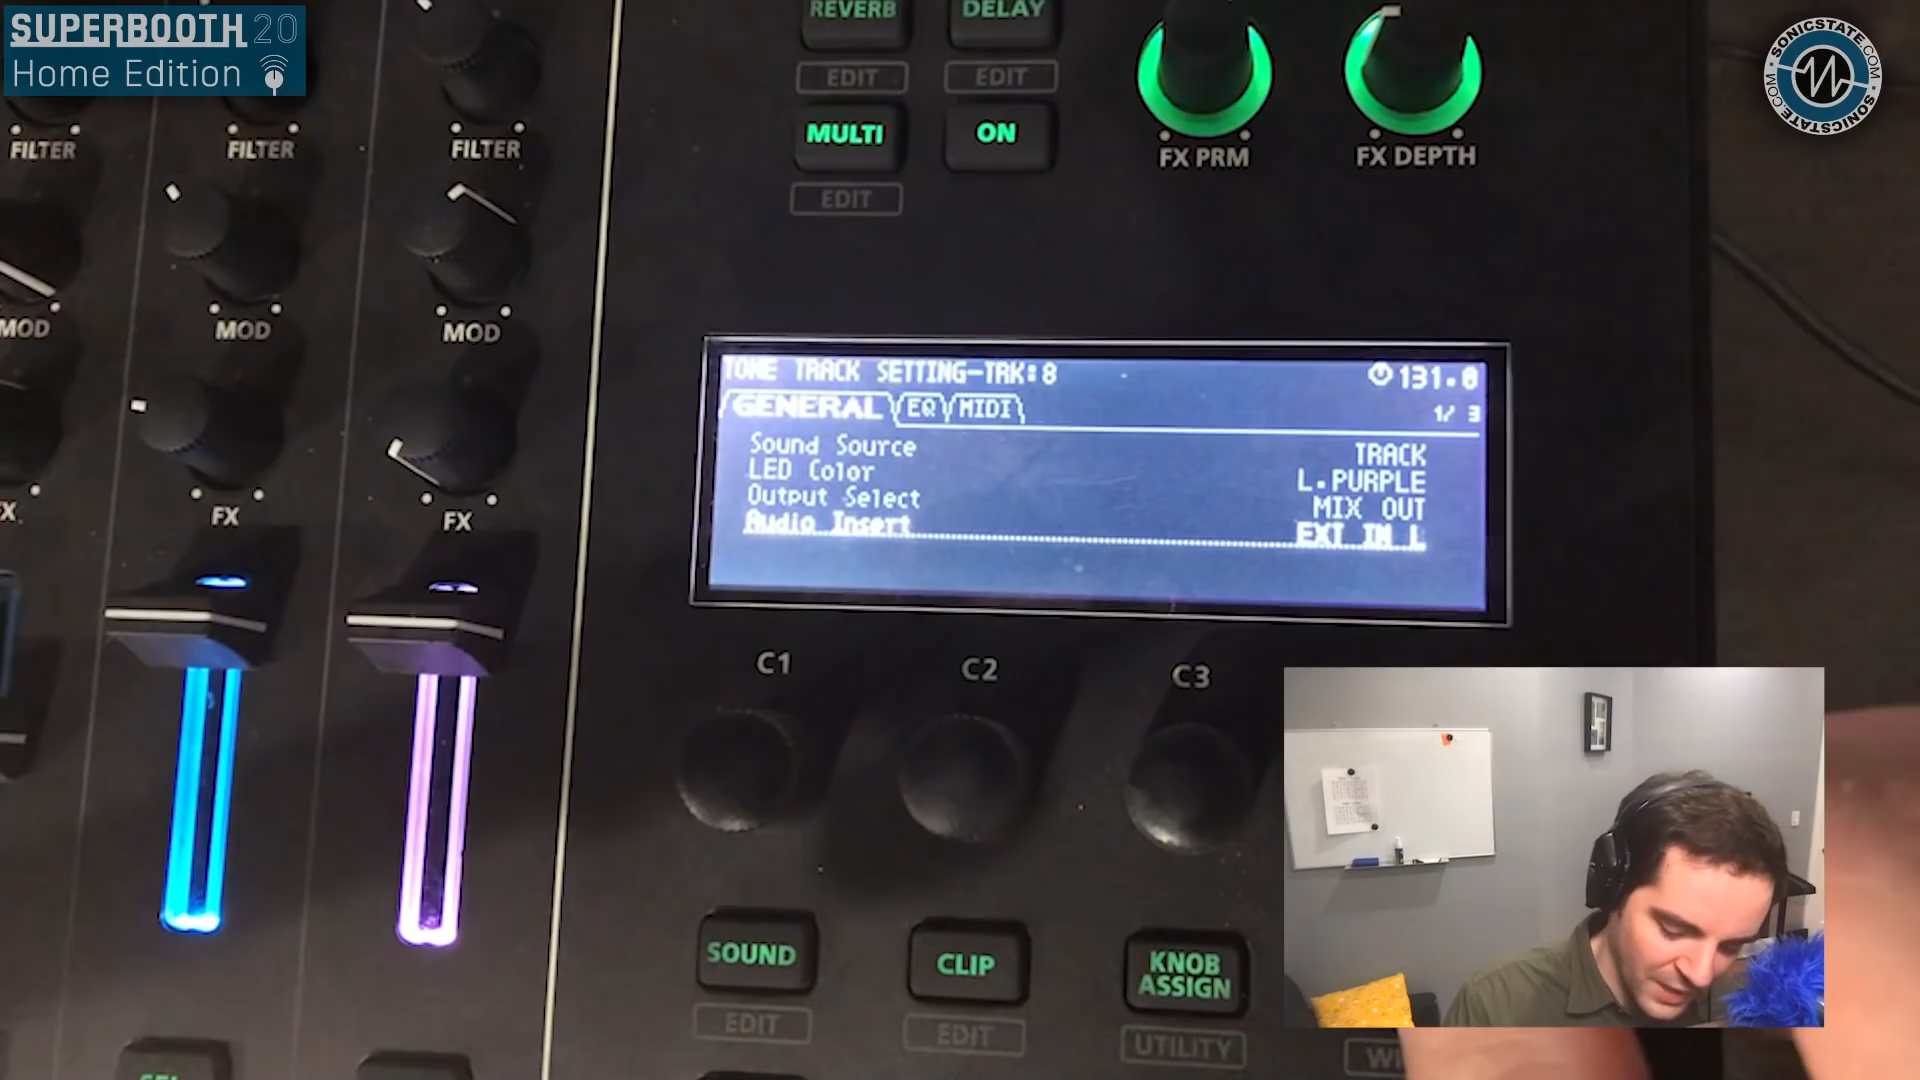 SUPERBOOTH 20
Home Edition
SONICSTATE.COM
SONICSTATE.COM
REVERB DELAY
EDIT EDIT
MULTI ON
EDIT
FX PRM FX DEPTH
FILTER FILTER FILTER
MOD MOD MOD
FX FX
TONE TRACK SETTING-TRK:8 131.0
GENERAL EQ MIDI 1/ 3
Sound Source TRACK
LED Color L.PURPLE
Output Select MIX OUT
Audio Insert EXT IN L
C1 C2 C3
SOUND CLIP KNOB ASSIGN
EDIT EDIT UTILITY